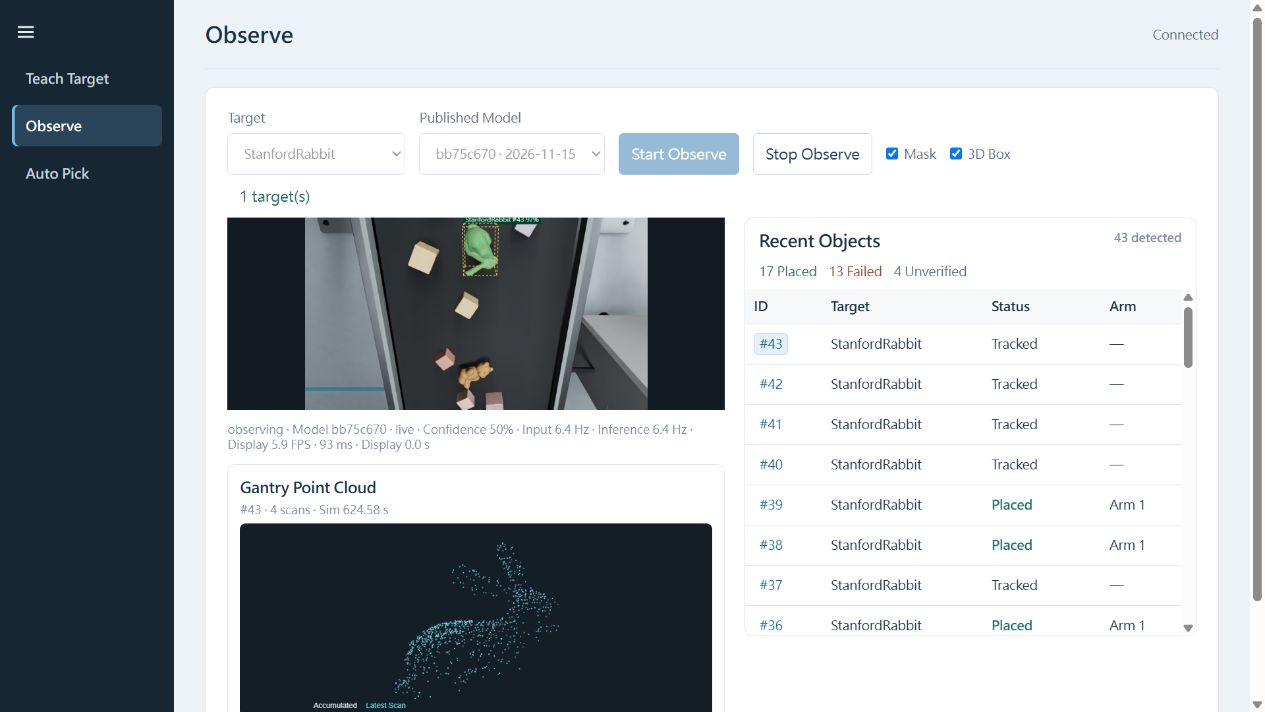 Observe
Connected
Teach Target
Observe
Auto Pick
Target
Published Model
StanfordRabbit
bb75c670 · 2026-11-15
Start Observe
Stop Observe
Mask
3D Box
1 target(s)
StanfordRabbit #43 97%
observing · Model bb75c670 · live · Confidence 50% · Input 6.4 Hz · Inference 6.4 Hz ·
Display 5.9 FPS · 93 ms · Display 0.0 s
Gantry Point Cloud
#43 · 4 scans · Sim 624.58 s
Accumulated Latest Scan
Recent Objects
43 detected
17 Placed 13 Failed 4 Unverified
ID Target Status Arm
#43 StanfordRabbit Tracked —
#42 StanfordRabbit Tracked —
#41 StanfordRabbit Tracked —
#40 StanfordRabbit Tracked —
#39 StanfordRabbit Placed Arm 1
#38 StanfordRabbit Placed Arm 1
#37 StanfordRabbit Tracked —
#36 StanfordRabbit Placed Arm 1